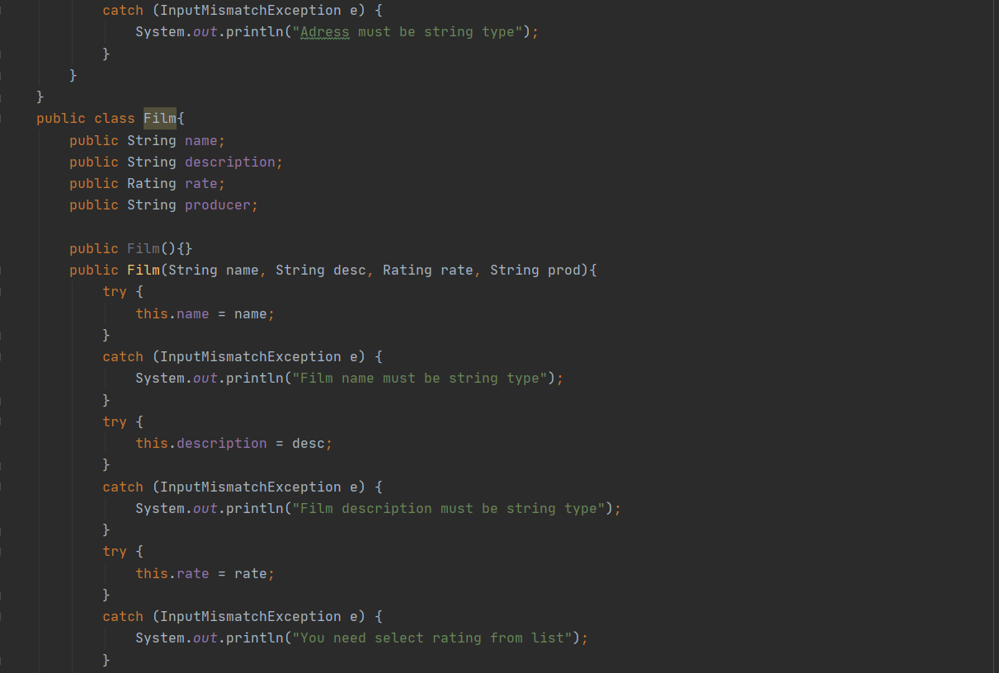 catch (InputMismatchException e) {
System.out.println("Adress must be string type");
}
}
}
public class Film{
public String name;
public String description;
public Rating rate;
public String producer;
public Film(){}
public Film(String name, String desc, Rating rate, String prod){
try {
this.name = name;
}
catch (InputMismatchException e) {
System.out.println("Film name must be string type");
}
try {
this.description = desc;
}
catch (InputMismatchException e) {
System.out.println("Film description must be string type");
}
try {
this.rate = rate;
}
catch (InputMismatchException e) {
System.out.println("You need select rating from list");
}